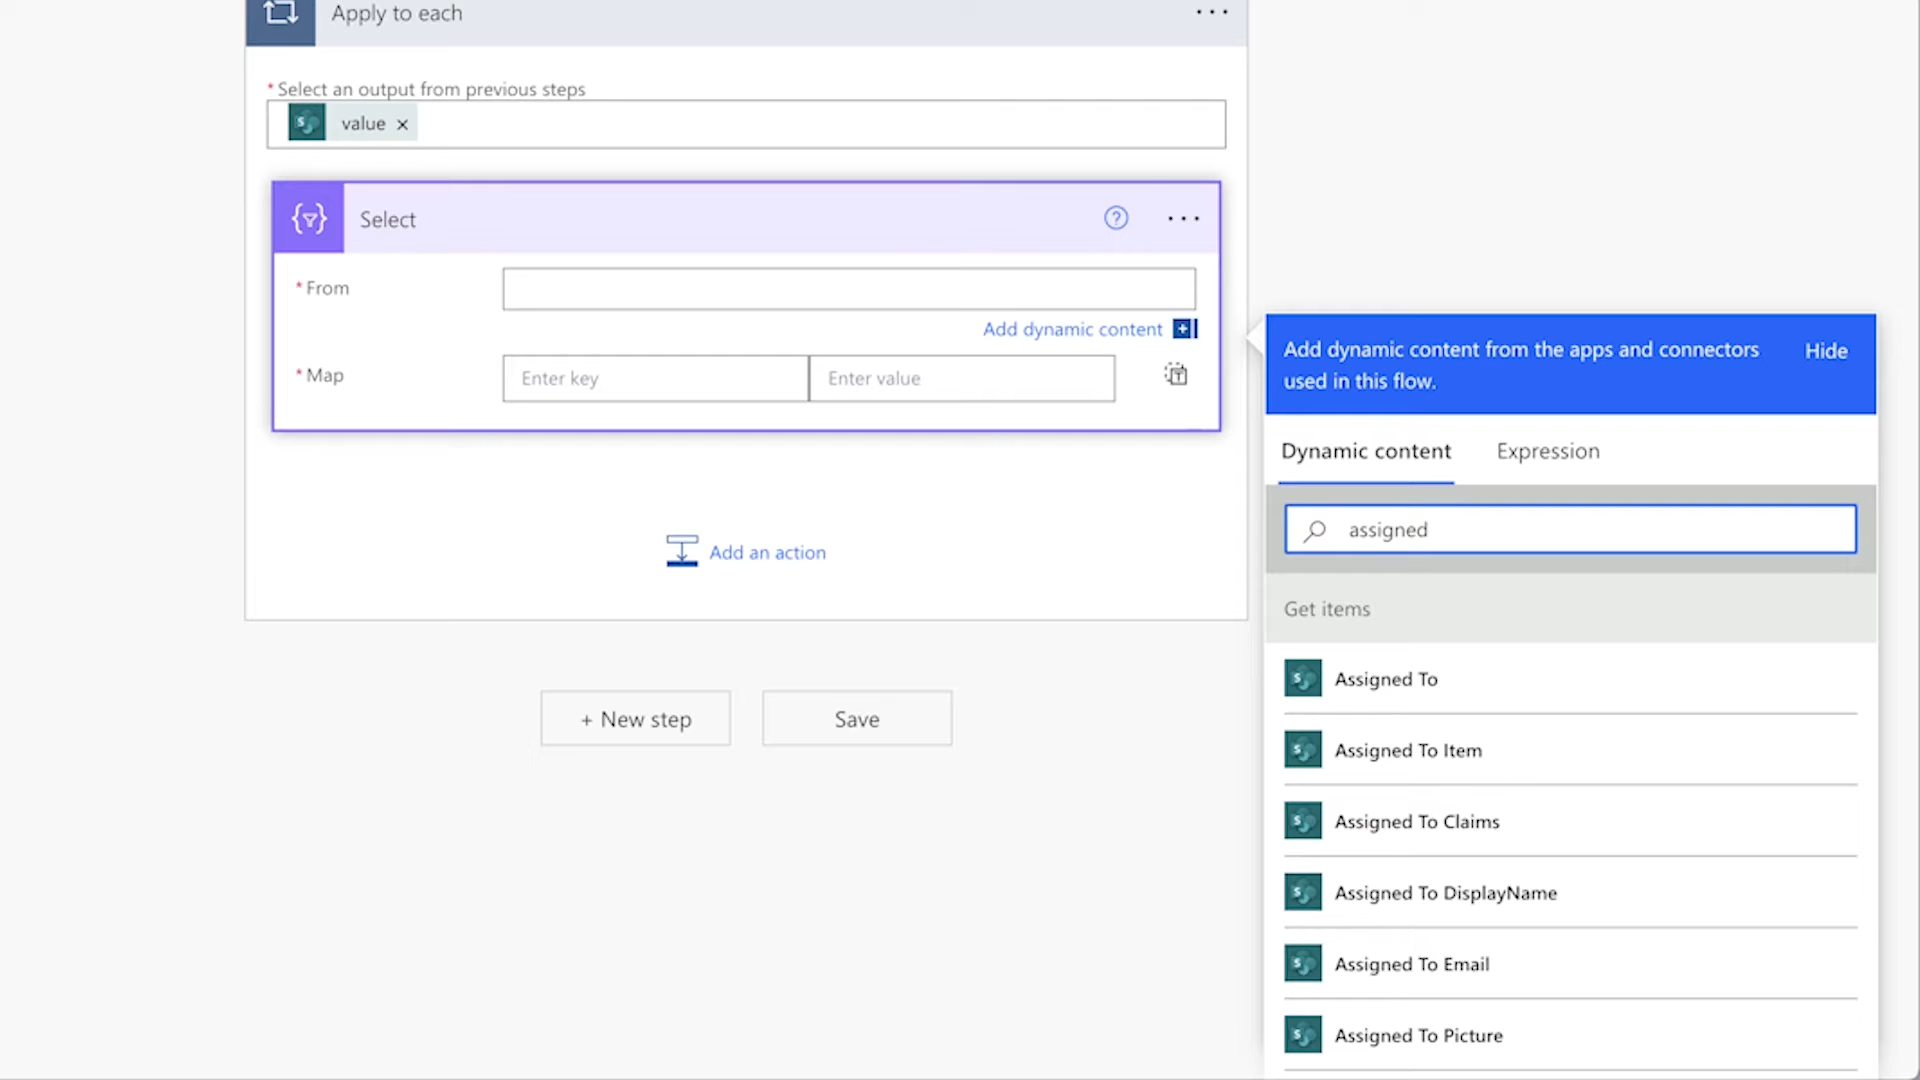 Apply to each
* Select an output from previous steps
value ×
Select
* From
Add dynamic content
* Map
Enter key
Enter value
Add an action
+ New step
Save
Add dynamic content from the apps and connectors
used in this flow.
Hide
Dynamic content
Expression
assigned
Get items
Assigned To
Assigned To Item
Assigned To Claims
Assigned To DisplayName
Assigned To Email
Assigned To Picture